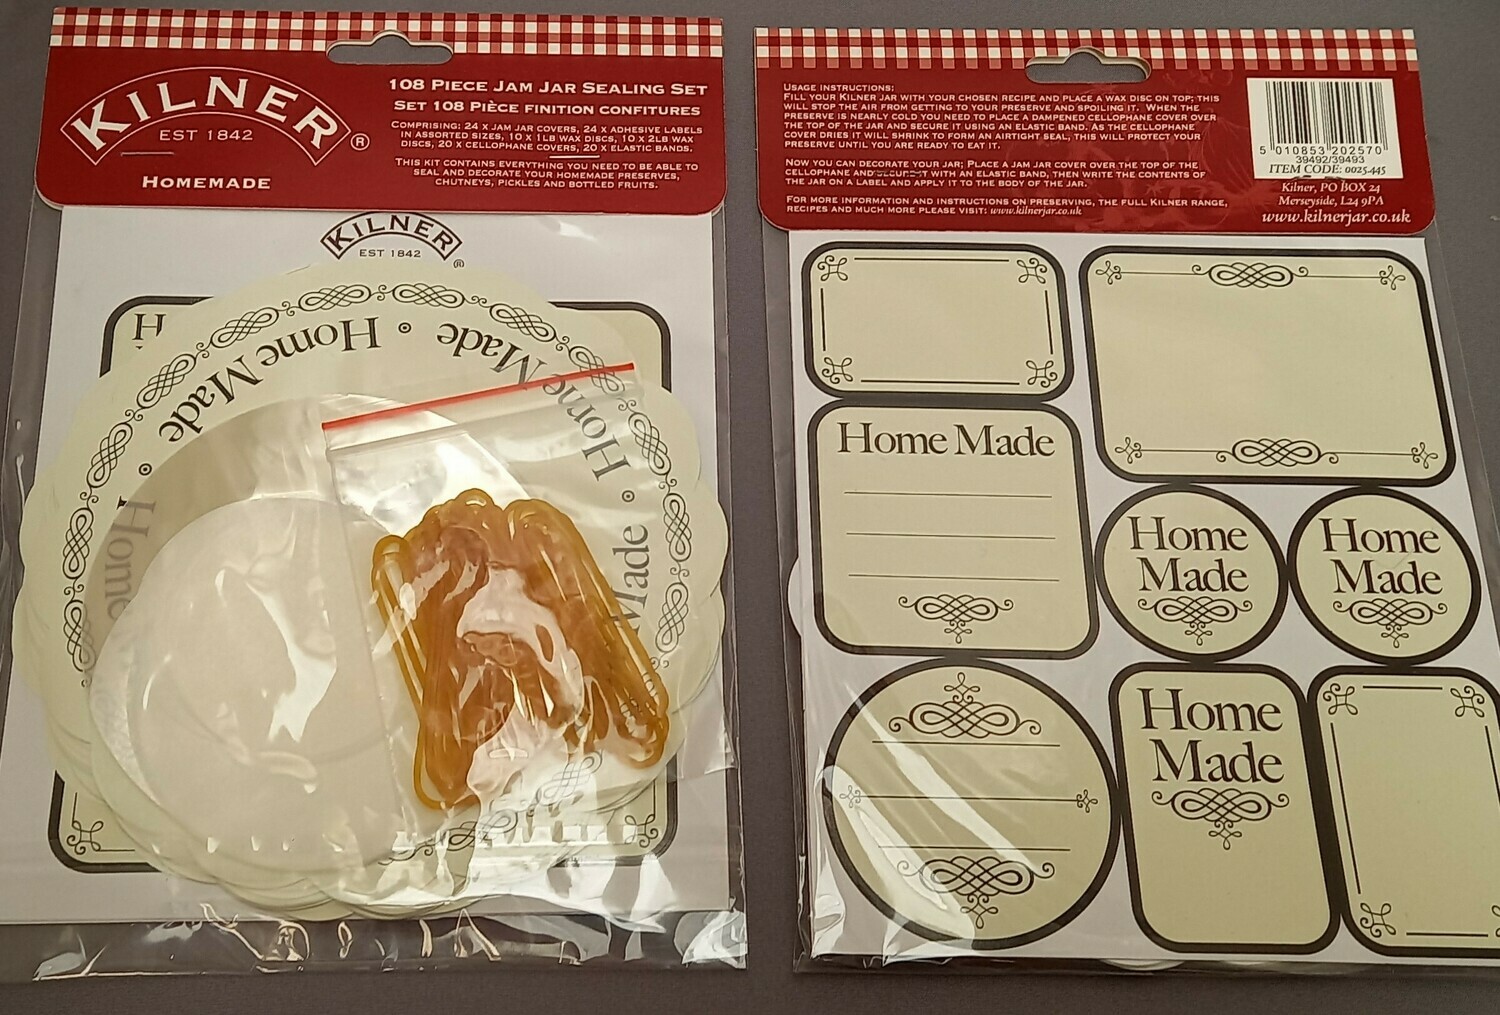 KILNER
EST 1842
®
HOMEMADE
108 PIECE JAM JAR SEALING SET
SET 108 PIÈCE FINITION CONFITURES
COMPRISING: 24 X JAM JAR COVERS, 24 X ADHESIVE LABELS
IN ASSORTED SIZES, 10 X 1LB WAX DISCS, 10 X 2LB WAX
DISCS, 20 X CELLOPHANE COVERS, 20 X ELASTIC BANDS.
THIS KIT CONTAINS EVERYTHING YOU NEED TO BE ABLE TO
SEAL AND DECORATE YOUR HOMEMADE PRESERVES,
CHUTNEYS, PICKLES AND BOTTLED FRUITS.
KILNER
EST 1842
®
H
Home Made
Home Made
Home Made
Home
USAGE INSTRUCTIONS:
FILL YOUR KILNER JAR WITH YOUR CHOSEN RECIPE AND PLACE A WAX DISC ON TOP; THIS
WILL STOP THE AIR FROM GETTING TO YOUR PRESERVE AND SPOILING IT. WHEN THE
PRESERVE IS NEARLY COLD YOU NEED TO PLACE A DAMPENED CELLOPHANE COVER OVER
THE TOP OF THE JAR AND SECURE IT USING AN ELASTIC BAND. AS THE CELLOPHANE
COVER DRIES IT WILL SHRINK TO FORM AN AIRTIGHT SEAL, THIS WILL PROTECT YOUR
PRESERVE UNTIL YOU ARE READY TO EAT IT.
NOW YOU CAN DECORATE YOUR JAR; PLACE A JAM JAR COVER OVER THE TOP OF THE
CELLOPHANE AND SECURE IT WITH AN ELASTIC BAND, THEN WRITE THE CONTENTS OF
THE JAR ON A LABEL AND APPLY IT TO THE BODY OF THE JAR.
FOR MORE INFORMATION AND INSTRUCTIONS ON PRESERVING, THE FULL KILNER RANGE,
RECIPES AND MUCH MORE PLEASE VISIT: www.kilnerjar.co.uk
5 010853 202570
39492/39493
ITEM CODE: 0025.445
Kilner, PO BOX 24
Merseyside, L24 9PA
www.kilnerjar.co.uk
Home Made
Home
Made
Home
Made
Home
Made